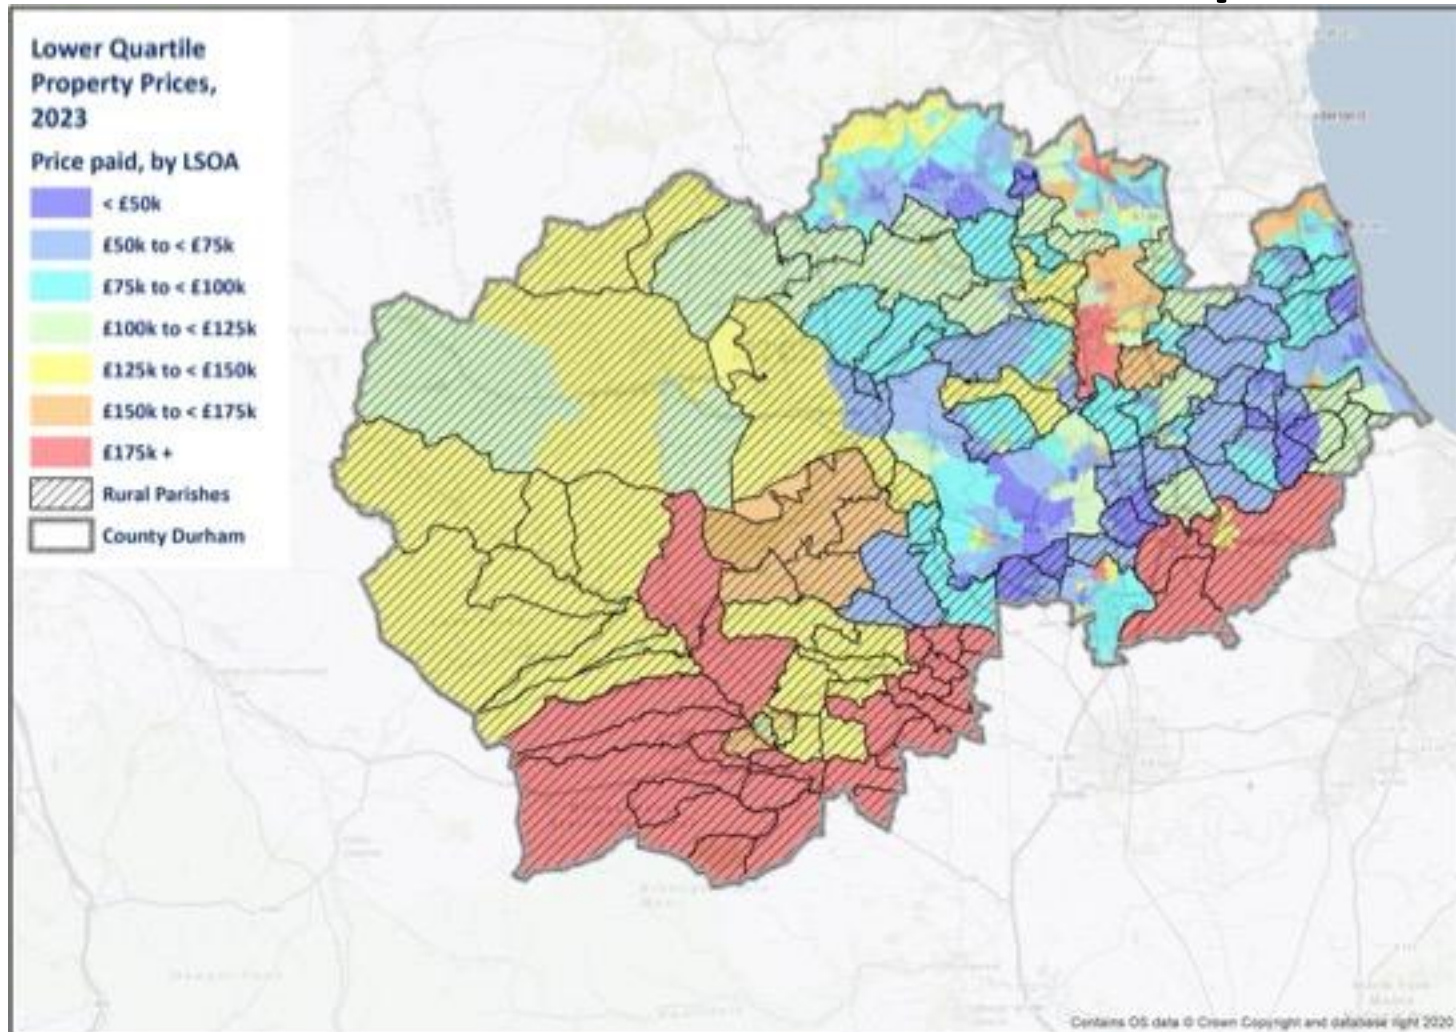 Lower Quartile
Property Prices,
2023
Price paid, by LSOA
< £50k
£50k to < £75k
£75k to < £100k
£100k to < £125k
£125k to < £150k
£150k to < £175k
£175k +
Rural Parishes
County Durham
Contains OS data © Crown Copyright and database right 2020